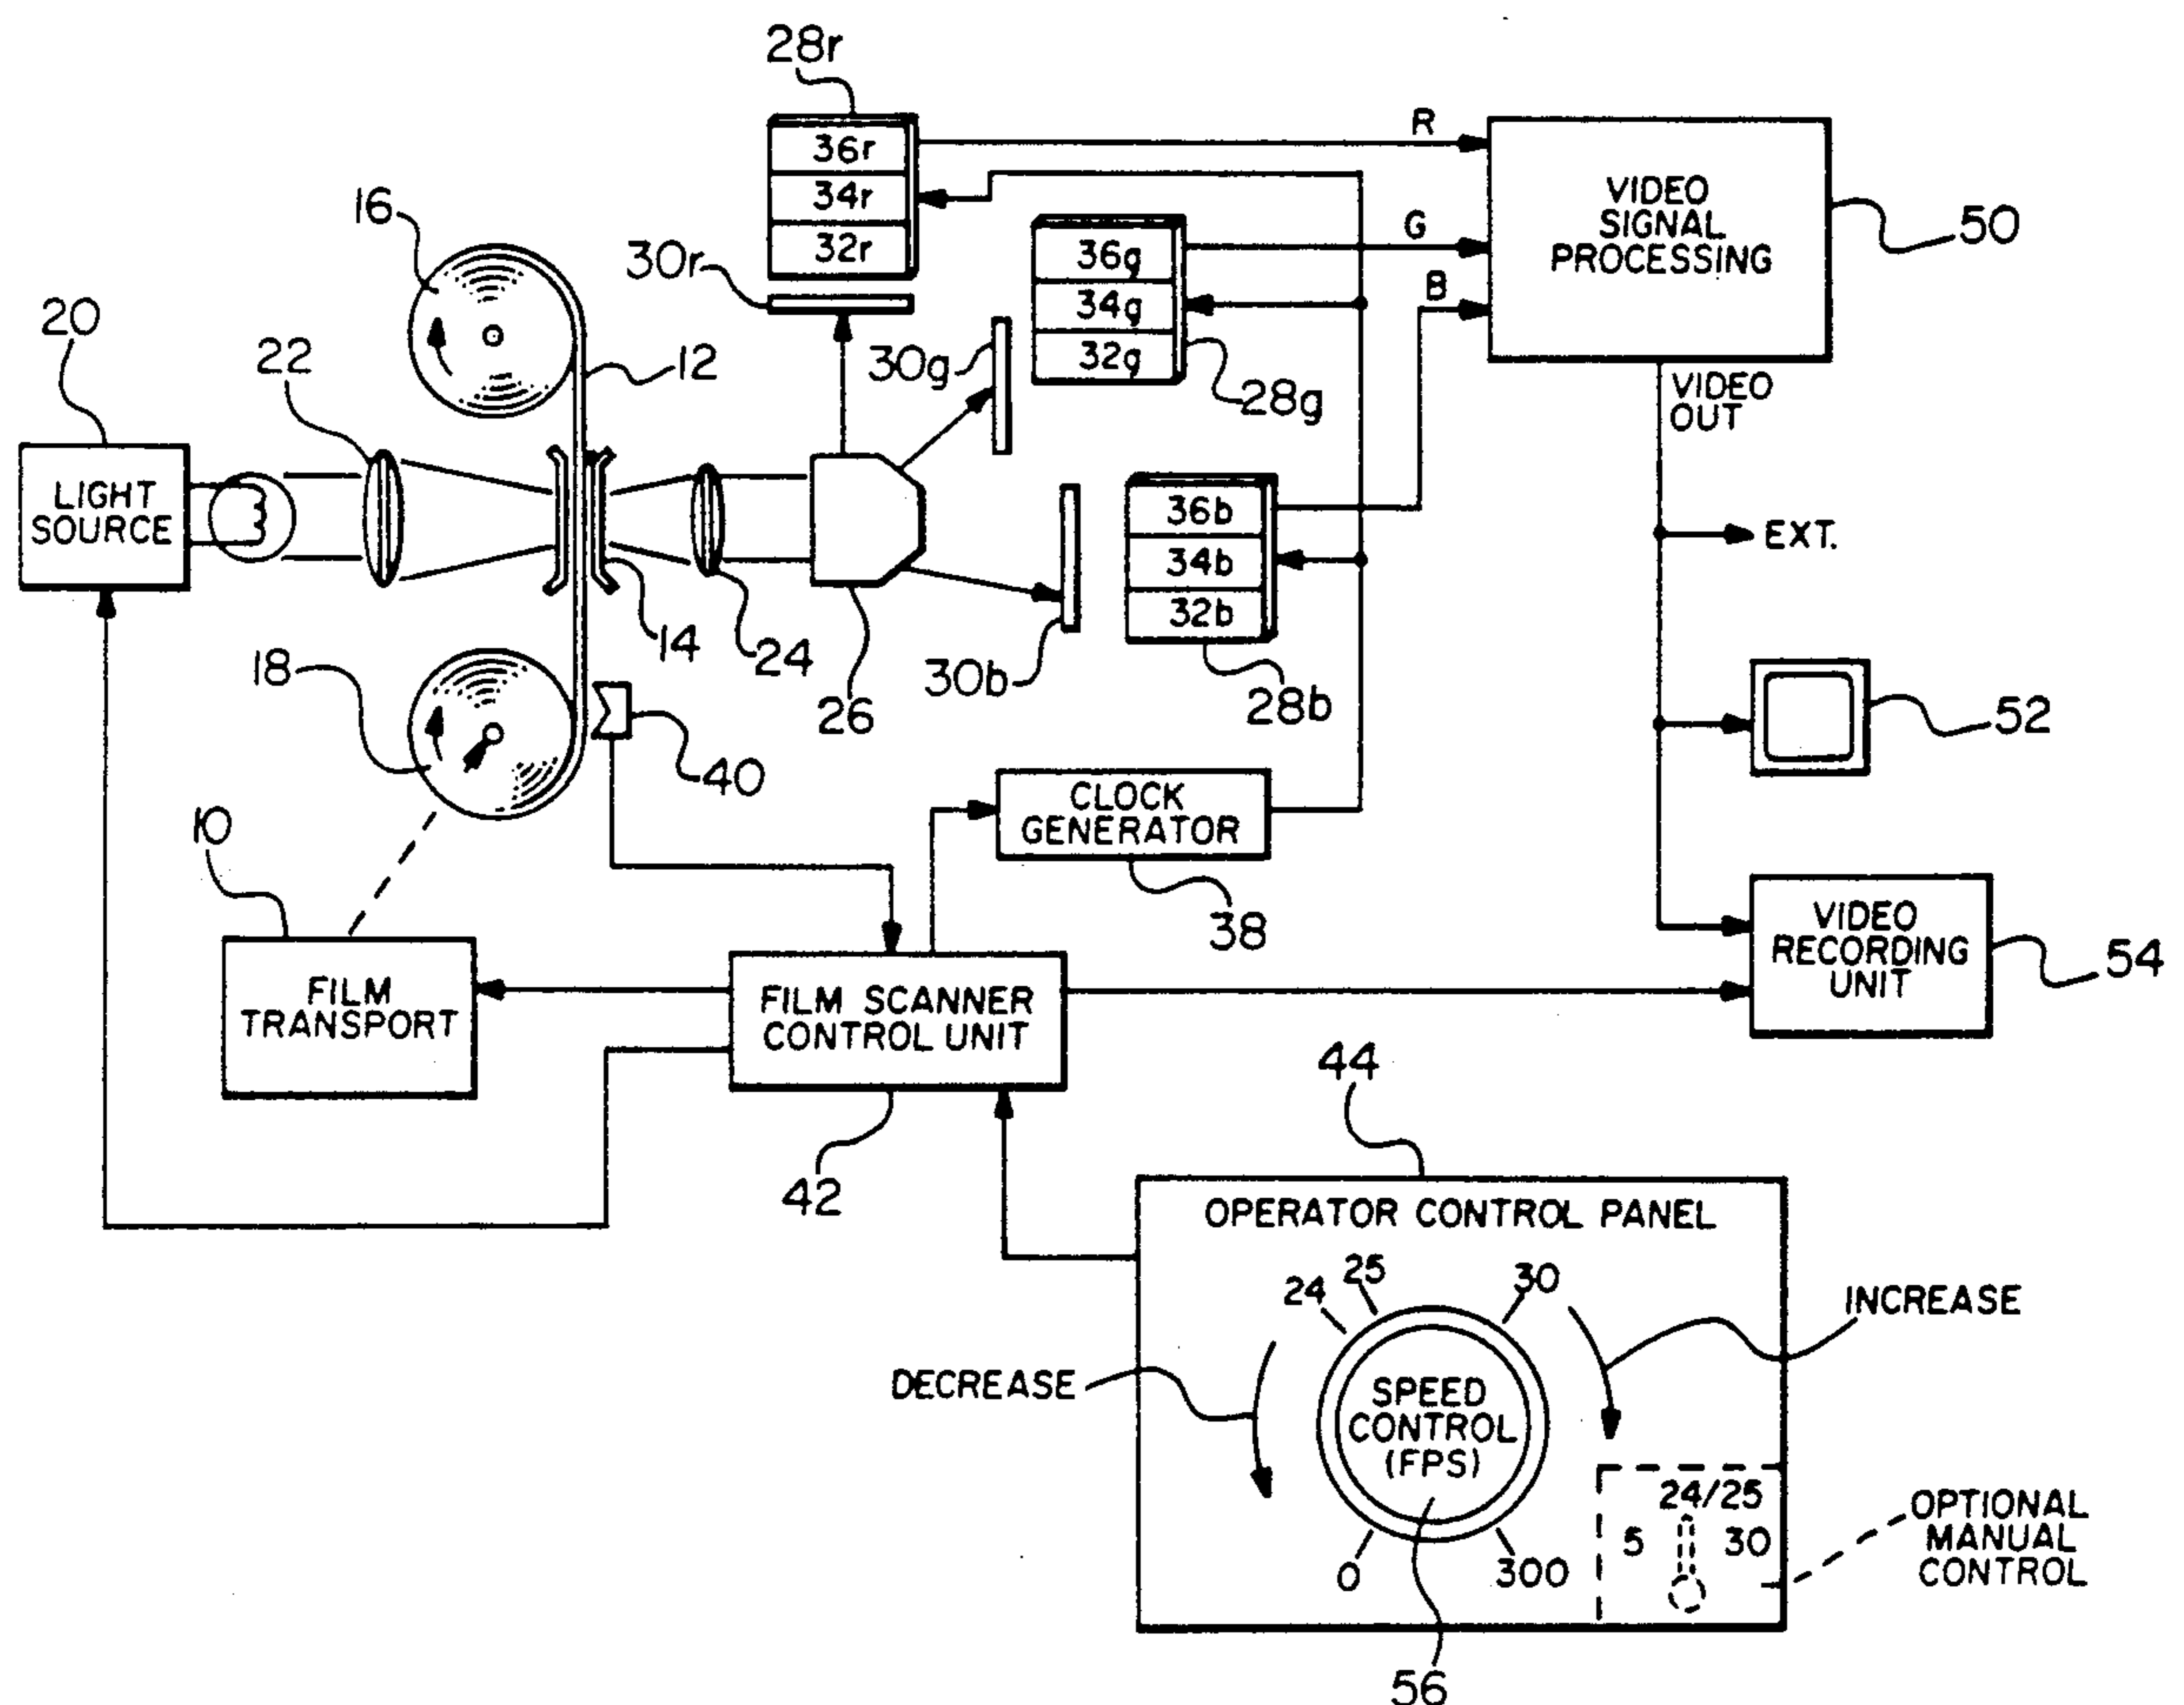 28r
36r
34r
32r
R
VIDEO
SIGNAL
PROCESSING
50
16
30r
36g
34g
32g
G
B
20
22
12
30g
28g
VIDEO
OUT
LIGHT
SOURCE
36b
34b
32b
EXT.
14
24
26
30b
28b
18
40
52
CLOCK
GENERATOR
10
38
VIDEO
RECORDING
UNIT
54
FILM
TRANSPORT
FILM SCANNER
CONTROL UNIT
42
44
OPERATOR CONTROL PANEL
24
25
30
INCREASE
DECREASE
SPEED
CONTROL
(FPS)
24/25
5
30
OPTIONAL
MANUAL
CONTROL
0
300
56